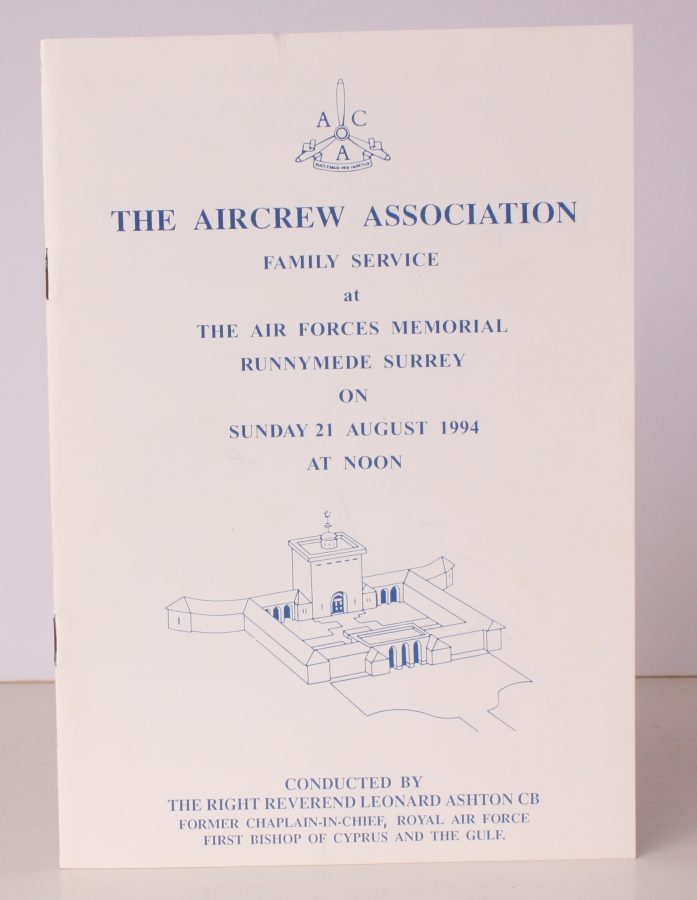 A C
A
THE AIRCREW ASSOCIATION
FAMILY SERVICE
at
THE AIR FORCES MEMORIAL
RUNNYMEDE SURREY
ON
SUNDAY 21 AUGUST 1994
AT NOON
CONDUCTED BY
THE RIGHT REVEREND LEONARD ASHTON CB
FORMER CHAPLAIN-IN-CHIEF, ROYAL AIR FORCE
FIRST BISHOP OF CYPRUS AND THE GULF.